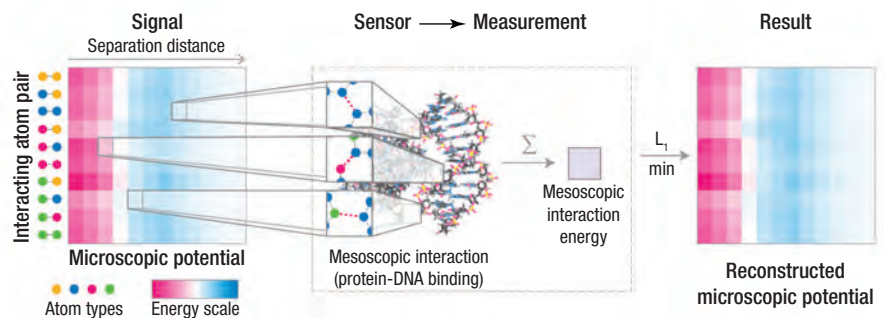 Signal
Sensor
Measurement
Result
Separation distance
Interacting atom pair
Σ
L1
min
Mesoscopic
interaction
energy
Mesoscopic interaction
(protein-DNA binding)
Microscopic potential
Atom types
Energy scale
Reconstructed
microscopic potential